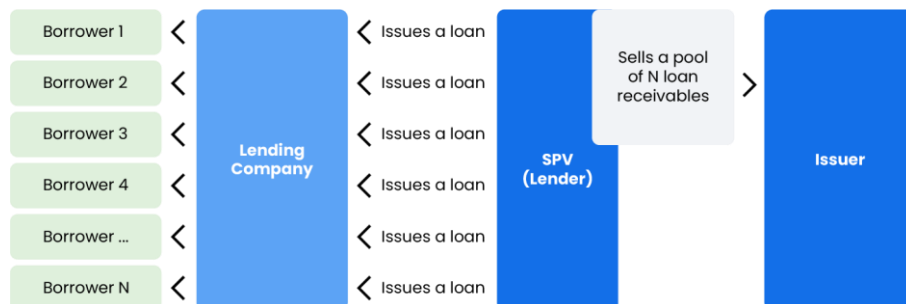 Borrower 1
Issues a loan
Borrower 2
Issues a loan
Borrower 3
Issues a loan
Borrower 4
Issues a loan
Borrower ...
Issues a loan
Borrower N
Issues a loan
Lending
Company
SPV
(Lender)
Sells a pool
of N loan
receivables
Issuer